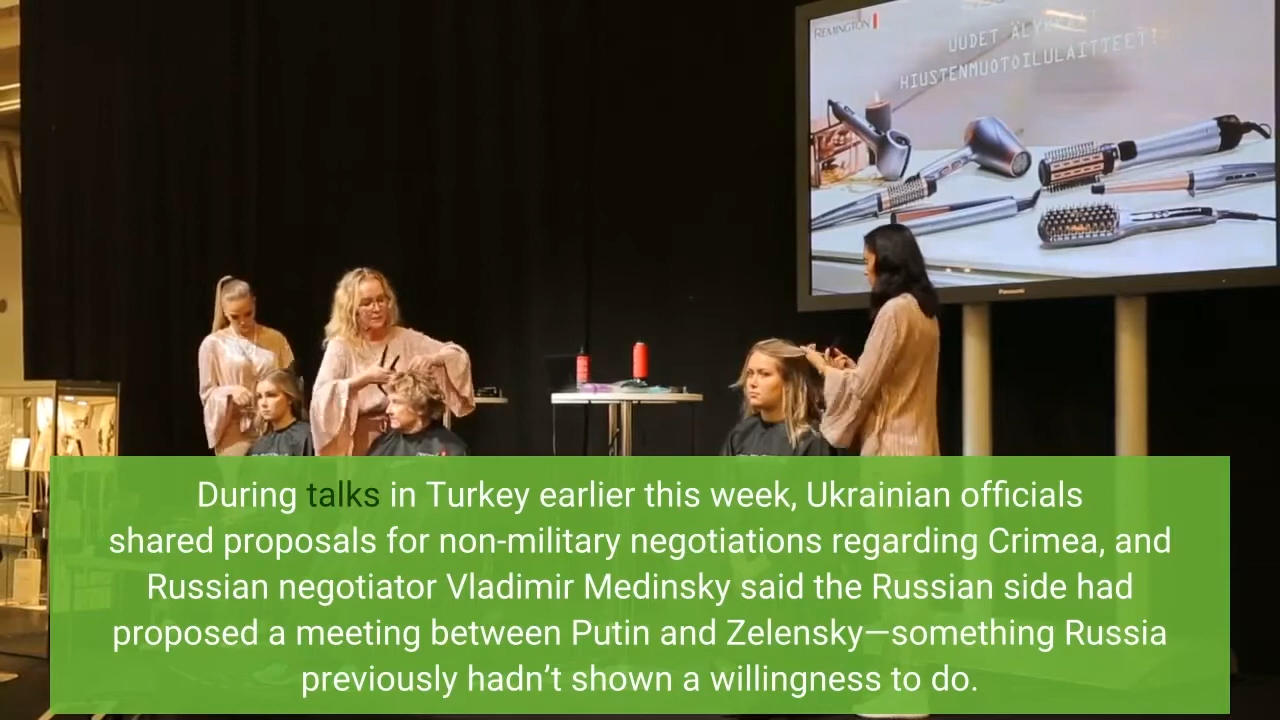 REMINGTON
UUDET ÄLYKKÄÄT
HIUSTENMUOTOILULAITTEET!
Panasonic
During talks in Turkey earlier this week, Ukrainian officials
shared proposals for non-military negotiations regarding Crimea, and
Russian negotiator Vladimir Medinsky said the Russian side had
proposed a meeting between Putin and Zelensky—something Russia
previously hadn’t shown a willingness to do.